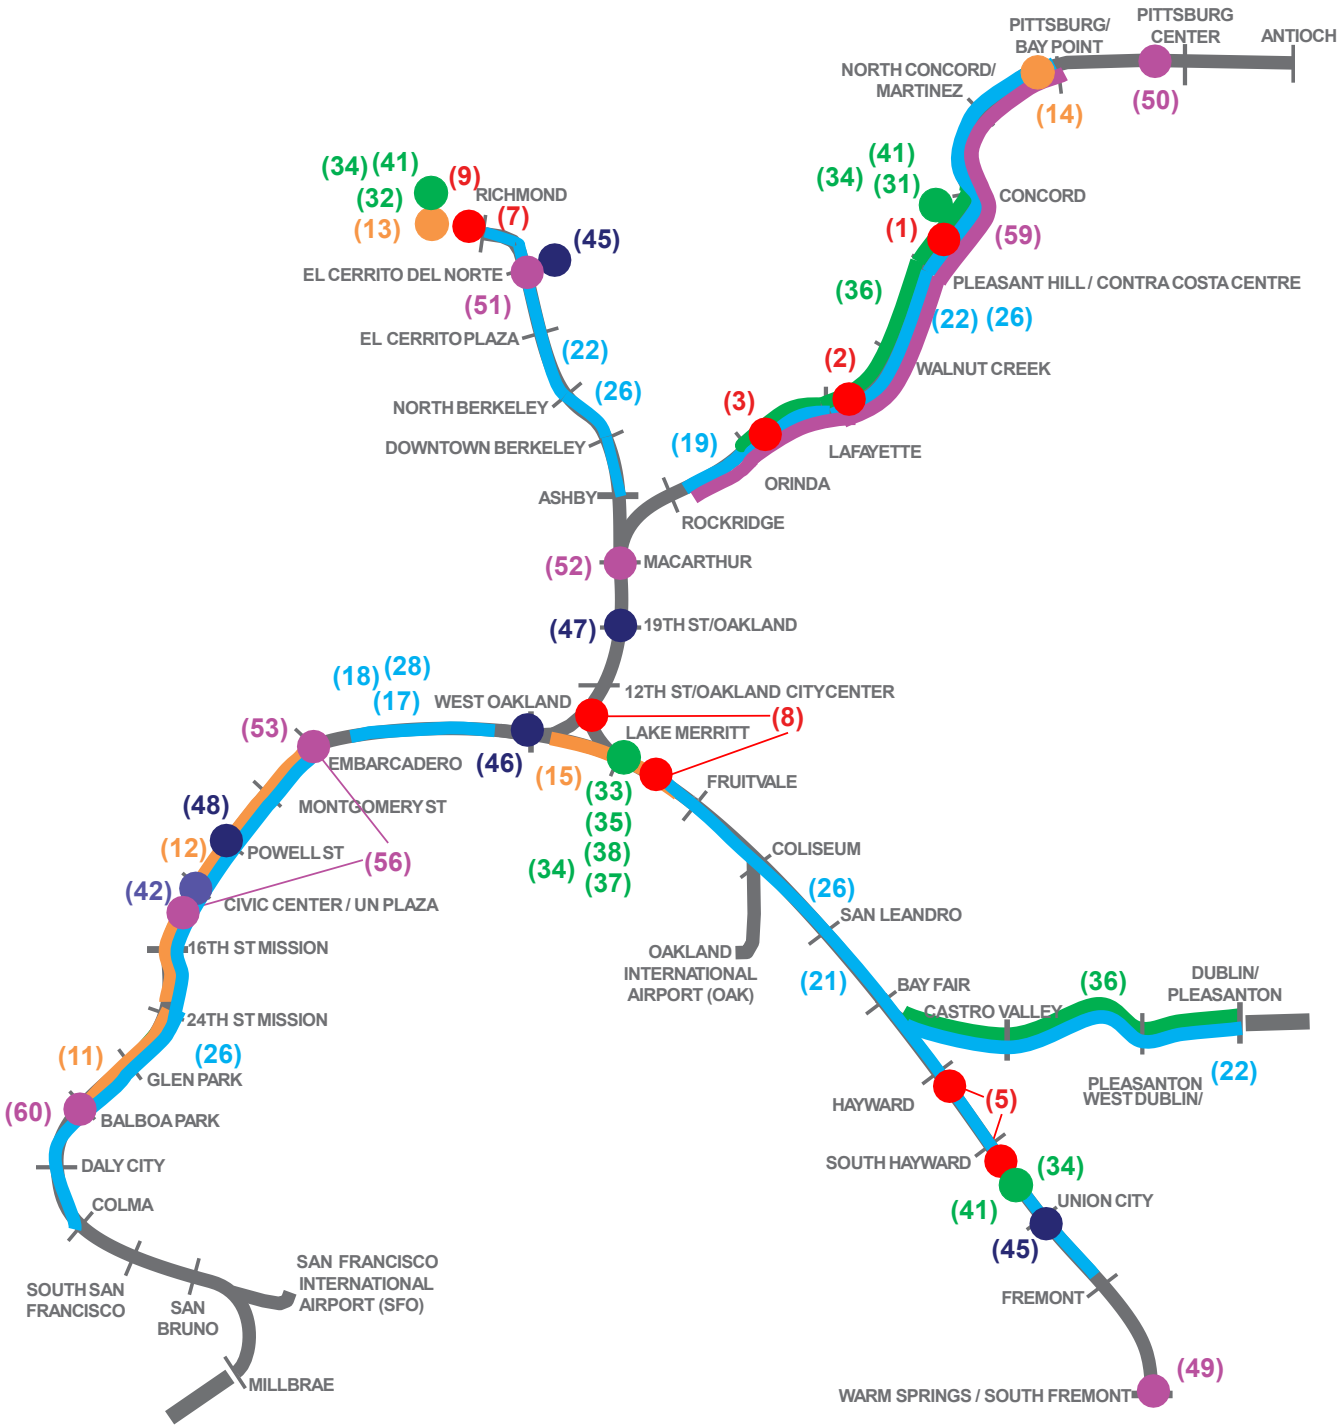 PITTSBURG/
BAY POINT
PITTSBURG
CENTER
ANTIOCH
NORTH CONCORD/
MARTINEZ
(14)
(50)
(34) (41)
(32)
(13)
(9)
RICHMOND
(7)
(45)
(41)
(34) (31)
CONCORD
(1)
(59)
EL CERRITO DEL NORTE
(51)
PLEASANT HILL / CONTRA COSTA CENTRE
(36)
(22) (26)
EL CERRITO PLAZA
(22)
(2)
WALNUT CREEK
(26)
NORTH BERKELEY
(3)
DOWNTOWN BERKELEY
(19)
LAFAYETTE
ORINDA
ASHBY
ROCKRIDGE
(52)
MACARTHUR
(47)
19TH ST/OAKLAND
(18) (28)
(17)
WEST OAKLAND
12TH ST/OAKLAND CITY CENTER
(8)
(53)
LAKE MERRITT
EMBARCADERO
(46)
(15)
(33)
(35)
(38)
(34) (37)
FRUITVALE
MONTGOMERY ST
(48)
(12)
POWELL ST
(56)
COLISEUM
(42)
CIVIC CENTER / UN PLAZA
(26)
SAN LEANDRO
16TH ST MISSION
OAKLAND
INTERNATIONAL
AIRPORT (OAK)
(21)
BAY FAIR
CASTRO VALLEY
(36)
DUBLIN/
PLEASANTON
24TH ST MISSION
(11)
(26)
GLEN PARK
(22)
PLEASANTON
WEST DUBLIN/
(60)
BALBOA PARK
HAYWARD
(5)
DALY CITY
SOUTH HAYWARD
(34)
COLMA
(41)
UNION CITY
(45)
SOUTH SAN
FRANCISCO
SAN
BRUNO
SAN FRANCISCO
INTERNATIONAL
AIRPORT (SFO)
FREMONT
MILLBRAE
(49)
WARM SPRINGS / SOUTH FREMONT